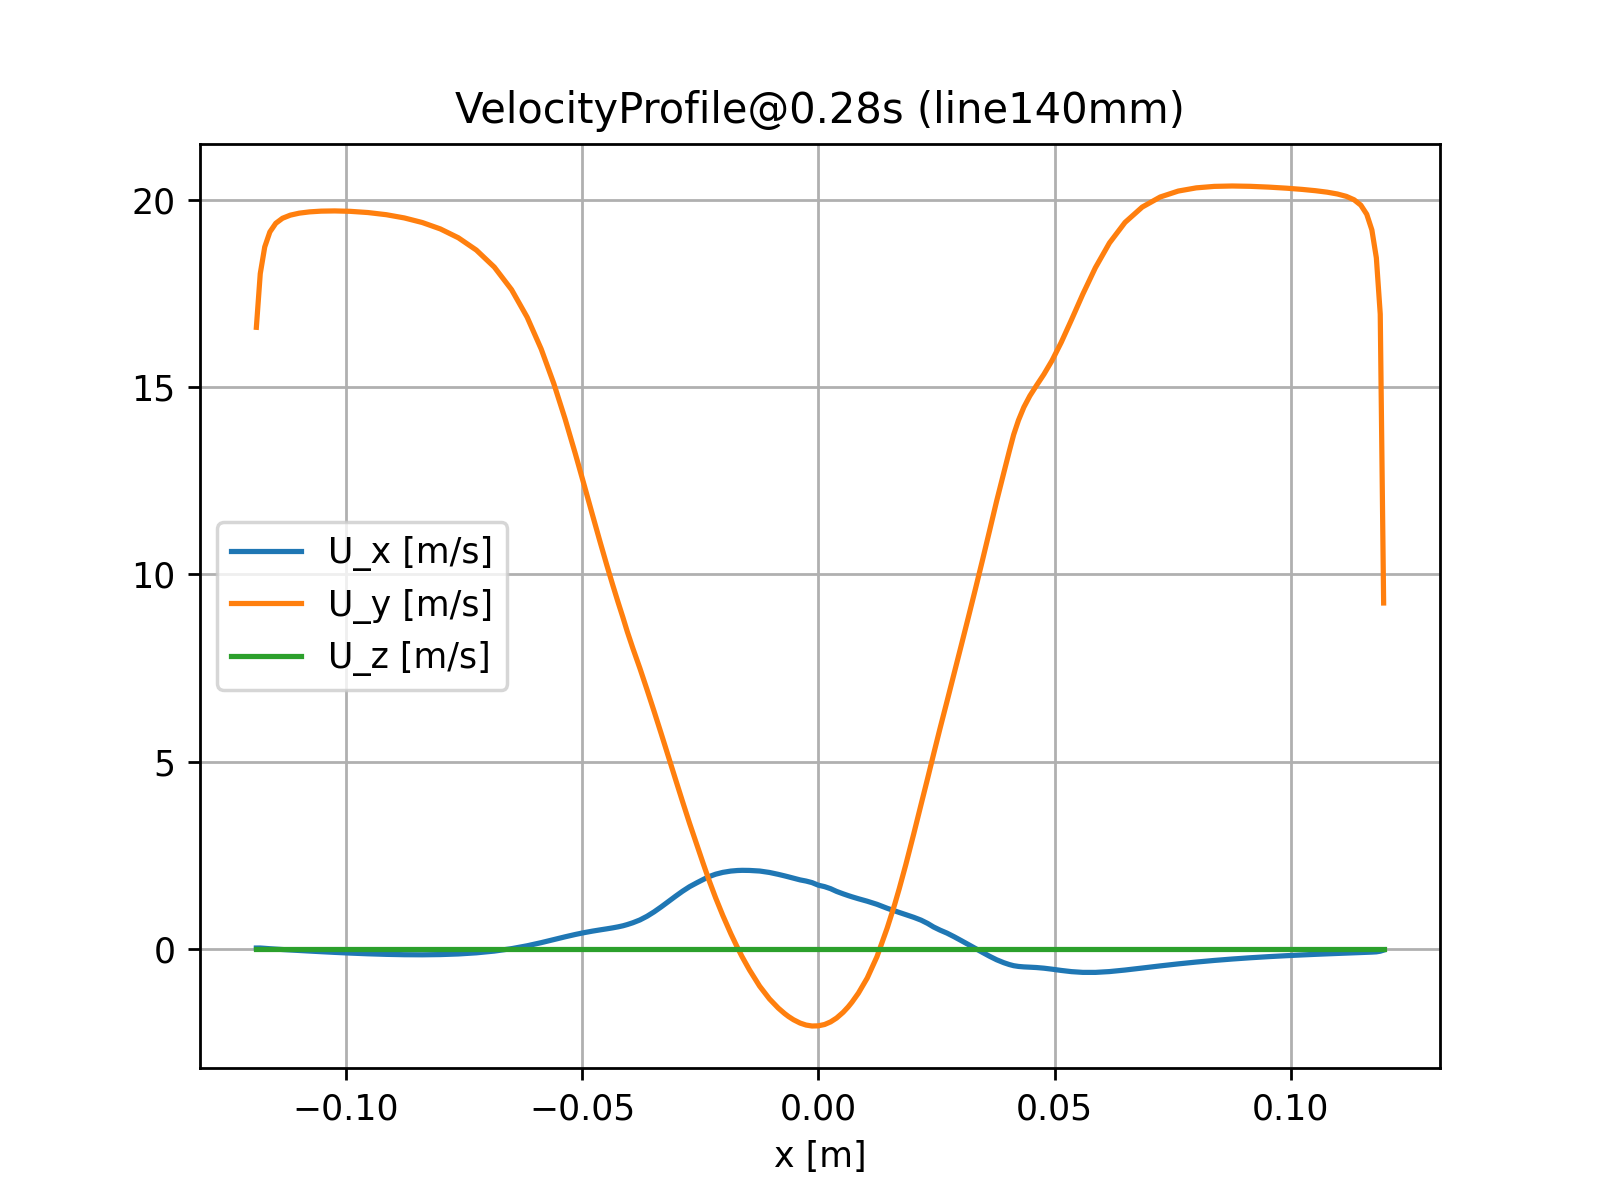 VelocityProfile@0.28s (line140mm)
20
15
10
5
0
U_x [m/s]
U_y [m/s]
U_z [m/s]
−0.10
−0.05
0.00
0.05
0.10
x [m]